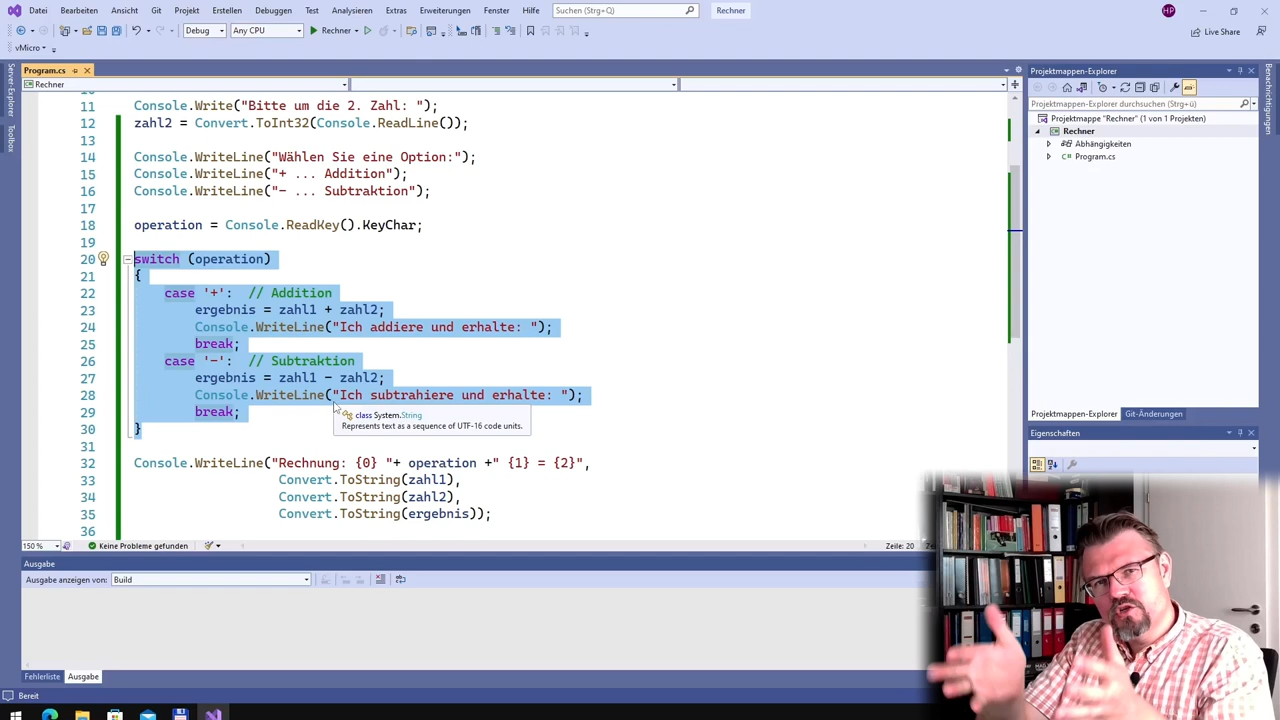 Datei Bearbeiten Ansicht Git Projekt Erstellen Debuggen Test Analysieren Extras Erweiterungen Fenster Hilfe Suchen (Strg+Q) Rechner HP
Debug Any CPU Rechner Live Share
vMicro
Server-Explorer
Toolbox
Program.cs
Rechner
11 Console.Write("Bitte um die 2. Zahl: ");
12 zahl2 = Convert.ToInt32(Console.ReadLine());
13
14 Console.WriteLine("Wählen Sie eine Option:");
15 Console.WriteLine("+ ... Addition");
16 Console.WriteLine("- ... Subtraktion");
17
18 operation = Console.ReadKey().KeyChar;
19
20 switch (operation)
21 {
22 case '+': // Addition
23 ergebnis = zahl1 + zahl2;
24 Console.WriteLine("Ich addiere und erhalte: ");
25 break;
26 case '-': // Subtraktion
27 ergebnis = zahl1 - zahl2;
28 Console.WriteLine("Ich subtrahiere und erhalte: ");
29 break;
class System.String
Represents text as a sequence of UTF-16 code units.
30 }
31
32 Console.WriteLine("Rechnung: {0} "+ operation +" {1} = {2}",
33 Convert.ToString(zahl1),
34 Convert.ToString(zahl2),
35 Convert.ToString(ergebnis));
36
150 % Keine Probleme gefunden Zeile: 20
Ausgabe
Ausgabe anzeigen von: Build
Fehlerliste Ausgabe
Bereit
Projektmappen-Explorer
Projektmappen-Explorer durchsuchen (Strg+ü)
Projektmappe "Rechner" (1 von 1 Projekten)
Rechner
Abhängigkeiten
Program.cs
Projektmappen-Explorer Git-Änderungen
Eigenschaften
Benachrichtigungen